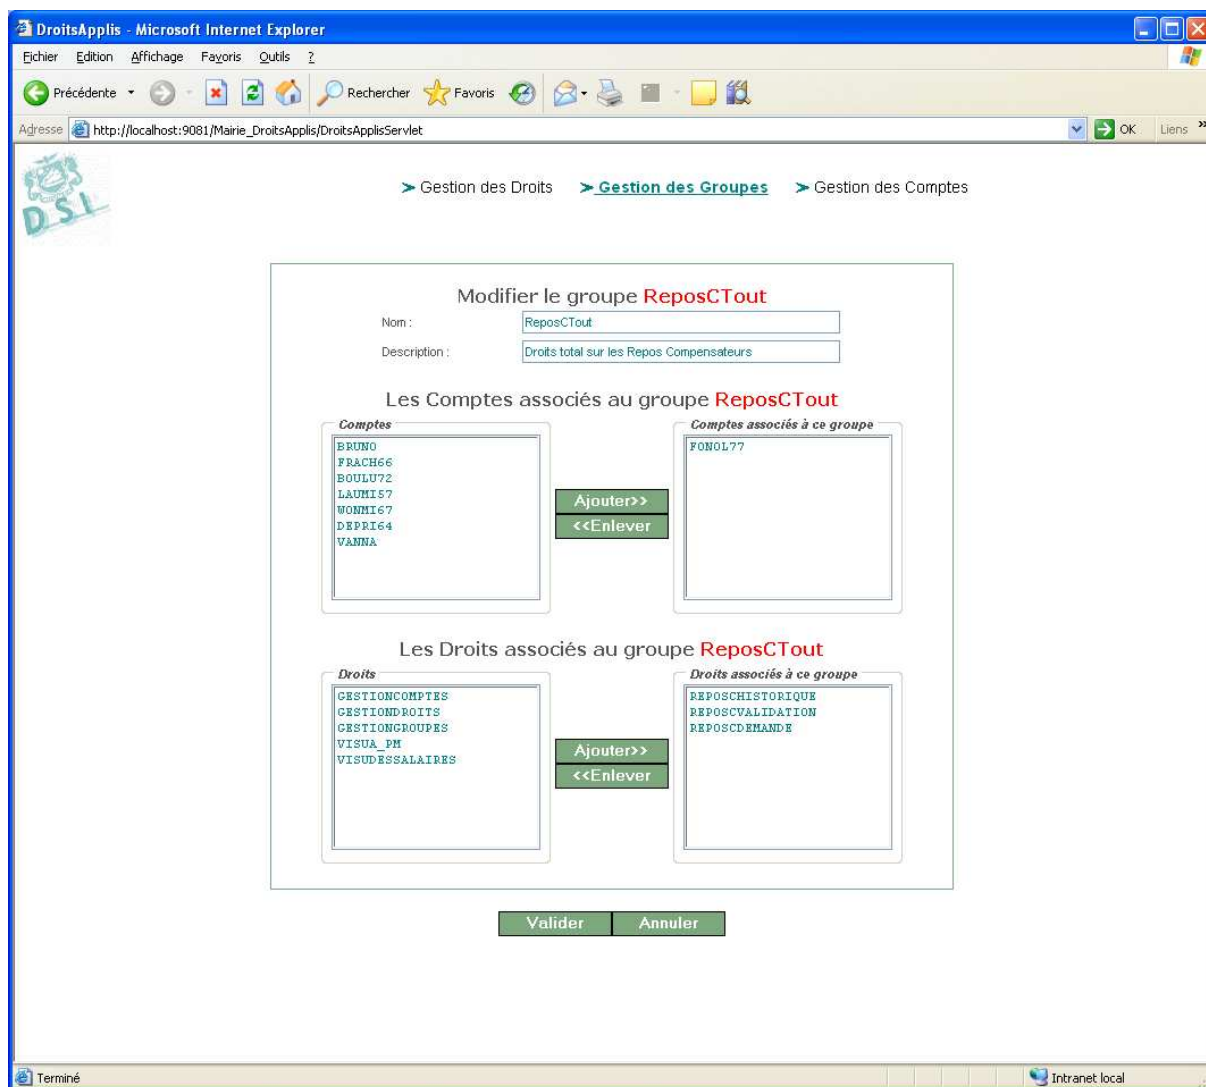 DroitsApplis - Microsoft Internet Explorer
Fichier Edition Affichage Favoris Outils ?
Précédente Rechercher Favoris
Adresse http://localhost:9081/Mairie_DroitsApplis/DroitsApplisServlet OK Liens »
D.S.I.
➤ Gestion des Droits ➤ Gestion des Groupes ➤ Gestion des Comptes
Modifier le groupe ReposCTout
Nom : ReposCTout
Description : Droits total sur les Repos Compensateurs
Les Comptes associés au groupe ReposCTout
Comptes Comptes associés à ce groupe
BRUNO FONOL77
FRACH66
BOULU72
LAUMI57
WONMI67
DEPRI64
VANNA
Ajouter>>
<<Enlever
Les Droits associés au groupe ReposCTout
Droits Droits associés à ce groupe
GESTIONCOMPTES REPOSCHISTORIQUE
GESTIONDROITS REPOSCVALIDATION
GESTIONGROUPES REPOSCDEMANDE
VISUA_PM
VISUDESSALAIRES
Ajouter>>
<<Enlever
Valider Annuler
Terminé Intranet local